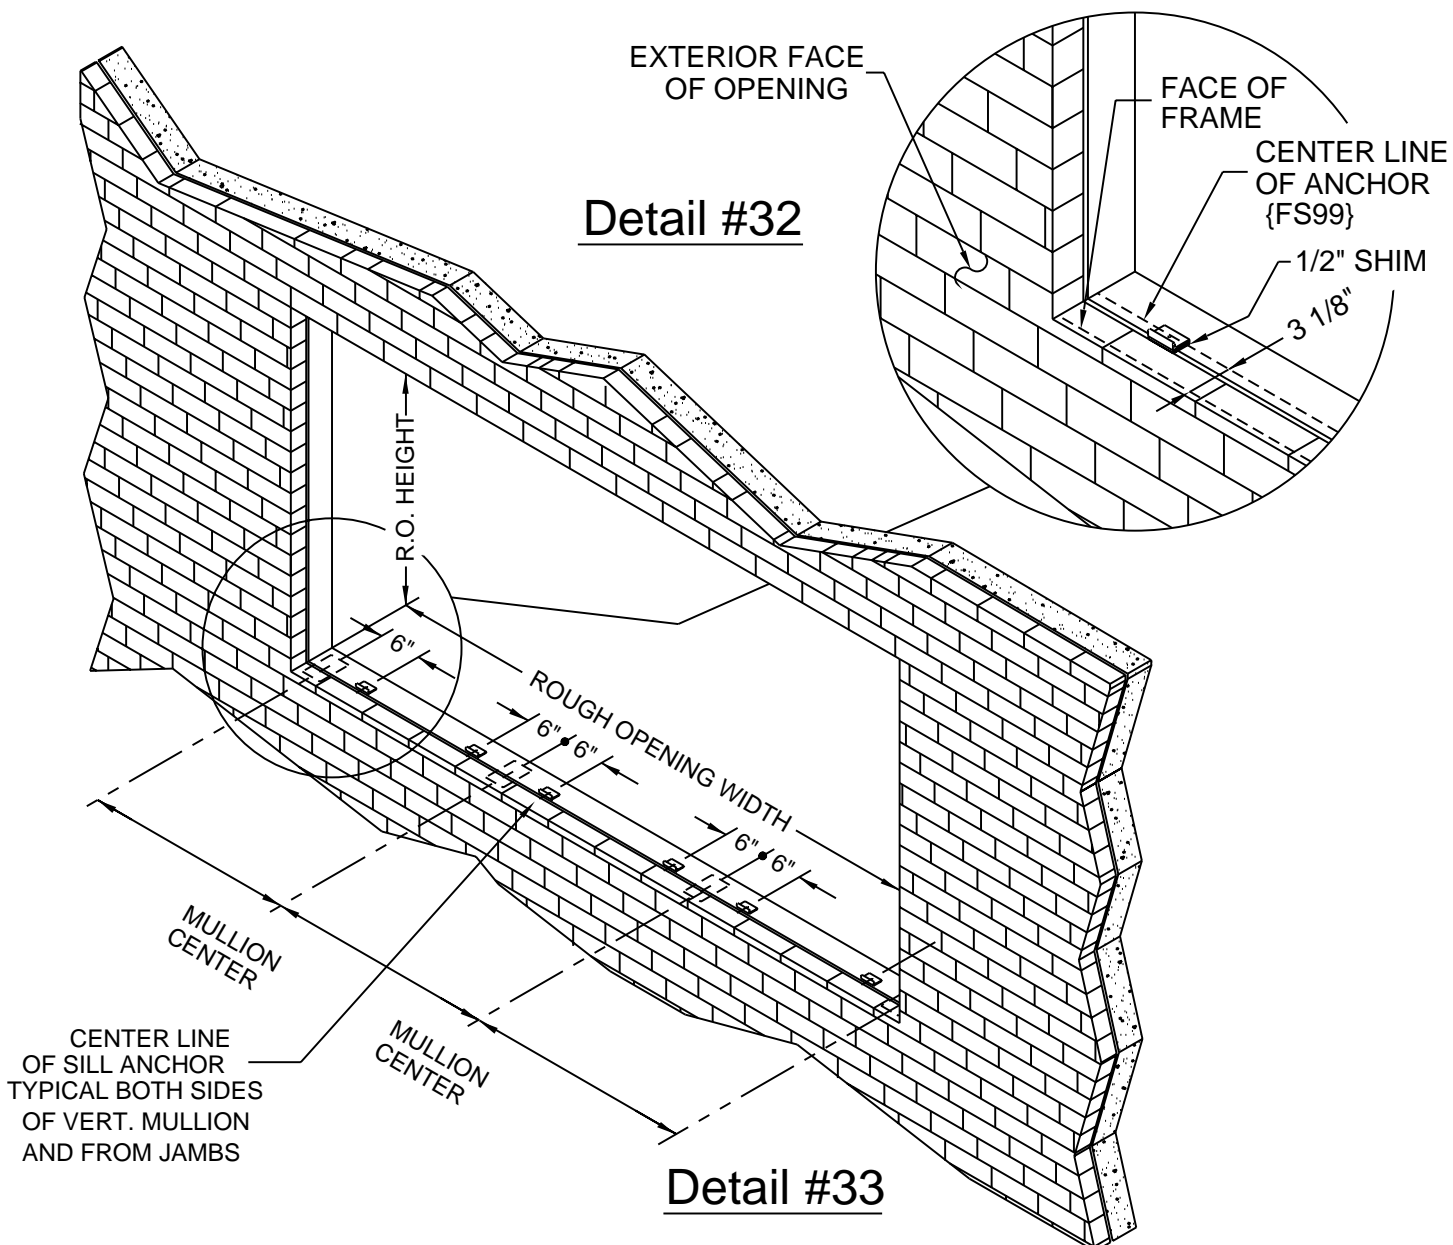 EXTERIOR FACE
OF OPENING
FACE OF
FRAME
CENTER LINE
OF ANCHOR
{FS99}
1/2" SHIM
3 1/8"
Detail #32
R.O. HEIGHT
6"
ROUGH OPENING WIDTH
6" 6"
6" 6"
MULLION
CENTER
MULLION
CENTER
CENTER LINE
OF SILL ANCHOR
TYPICAL BOTH SIDES
OF VERT. MULLION
AND FROM JAMBS
Detail #33